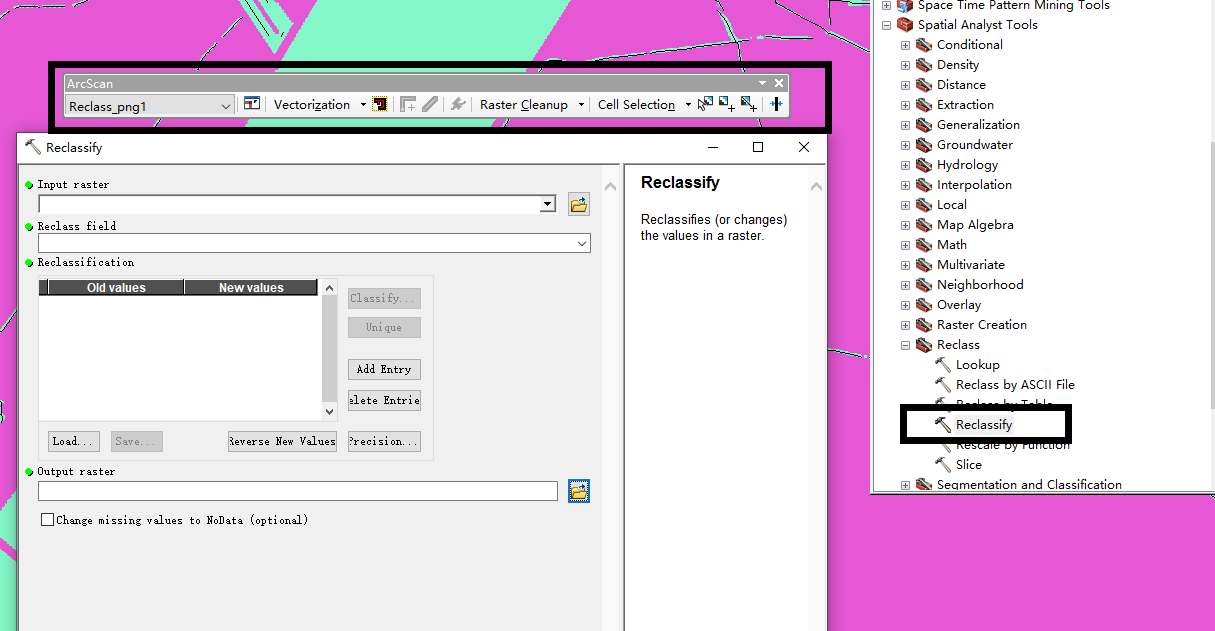 Space Time Pattern Mining Tools
Spatial Analyst Tools
Conditional
Density
Distance
Extraction
Generalization
Groundwater
Hydrology
Interpolation
Local
Map Algebra
Math
Multivariate
Neighborhood
Overlay
Raster Creation
Reclass
Lookup
Reclass by ASCII File
Reclass by Table
Reclassify
Rescale by Function
Slice
Segmentation and Classification
ArcScan
Reclass_png1
Vectorization
Raster Cleanup
Cell Selection
Reclassify
Input raster
Reclass field
Reclassification
Old values New values
Classify...
Unique
Add Entry
elete Entrie
Load... Save... Reverse New Values Precision...
Output raster
Change missing values to NoData (optional)
Reclassify
Reclassifies (or changes)
the values in a raster.